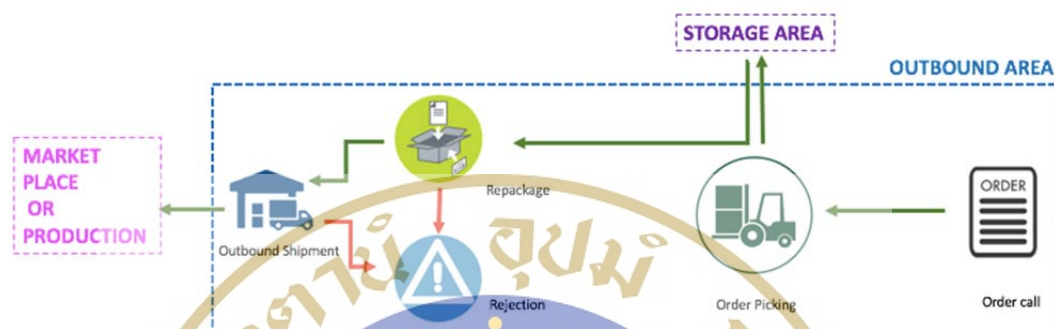 STORAGE AREA
OUTBOUND AREA
MARKET
PLACE
OR
PRODUCTION
ORDER
Repackage
Outbound Shipment
Rejection
Order Picking
Order call